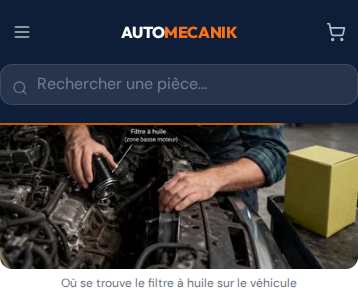 AUTOMECANIK
Rechercher une pièce...
Filtre à huile
(zone basse moteur)
Où se trouve le filtre à huile sur le véhicule